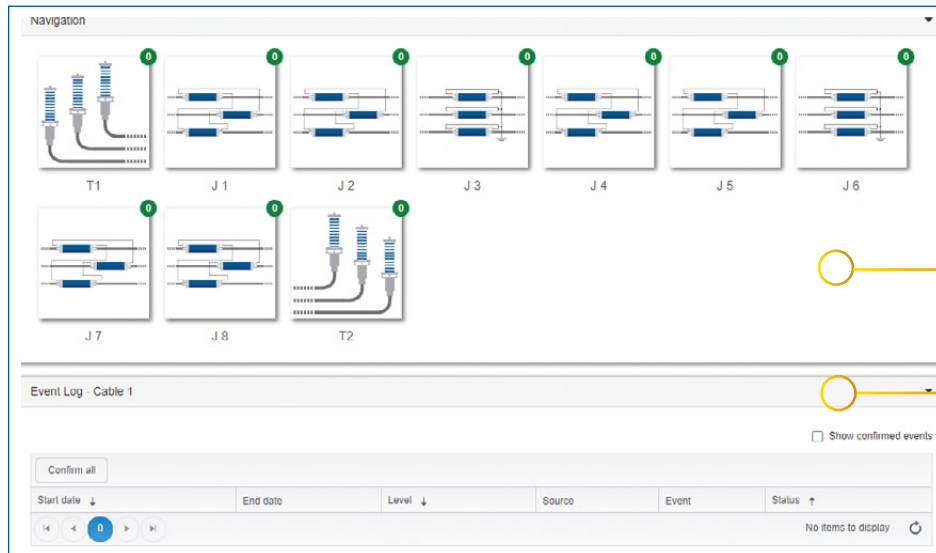 Navigation
0 0 0 0 0 0 0
T1 J 1 J 2 J 3 J 4 J 5 J 6
0 0 0
J 7 J 8 T2
Event Log - Cable 1
Show confirmed events
Confirm all
Start date ↓ End date Level ↓ Source Event Status ↑
0 No items to display